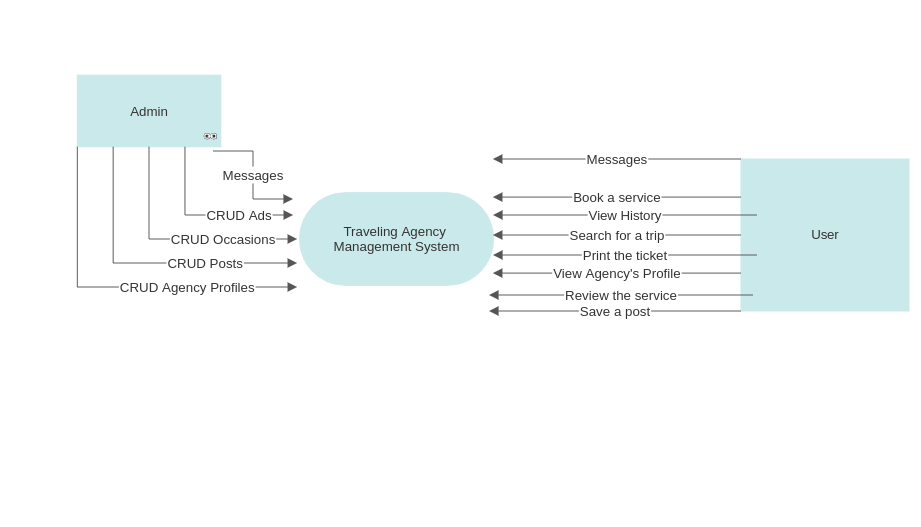 Admin
Messages
CRUD Ads
CRUD Occasions
CRUD Posts
CRUD Agency Profiles
Traveling Agency
Management System
Messages
Book a service
View History
Search for a trip
Print the ticket
View Agency's Profile
Review the service
Save a post
User